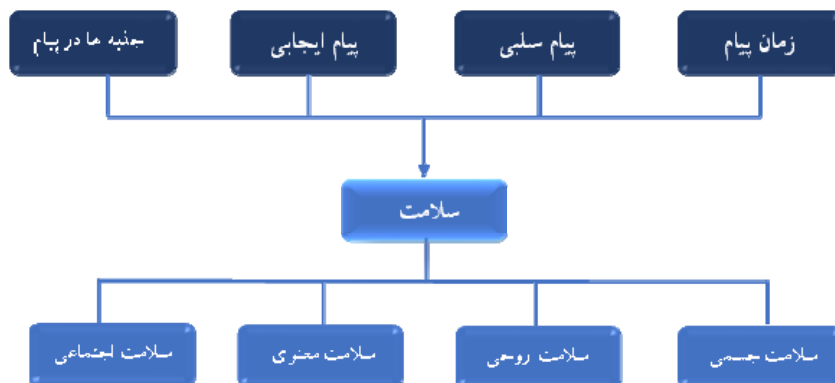 زمان پیام
پیام سلبی
پیام ایجابی
جنبه ها در پیام
سلامت
سلامت جسمی
سلامت روحی
سلامت معنوی
سلامت اجتماعی